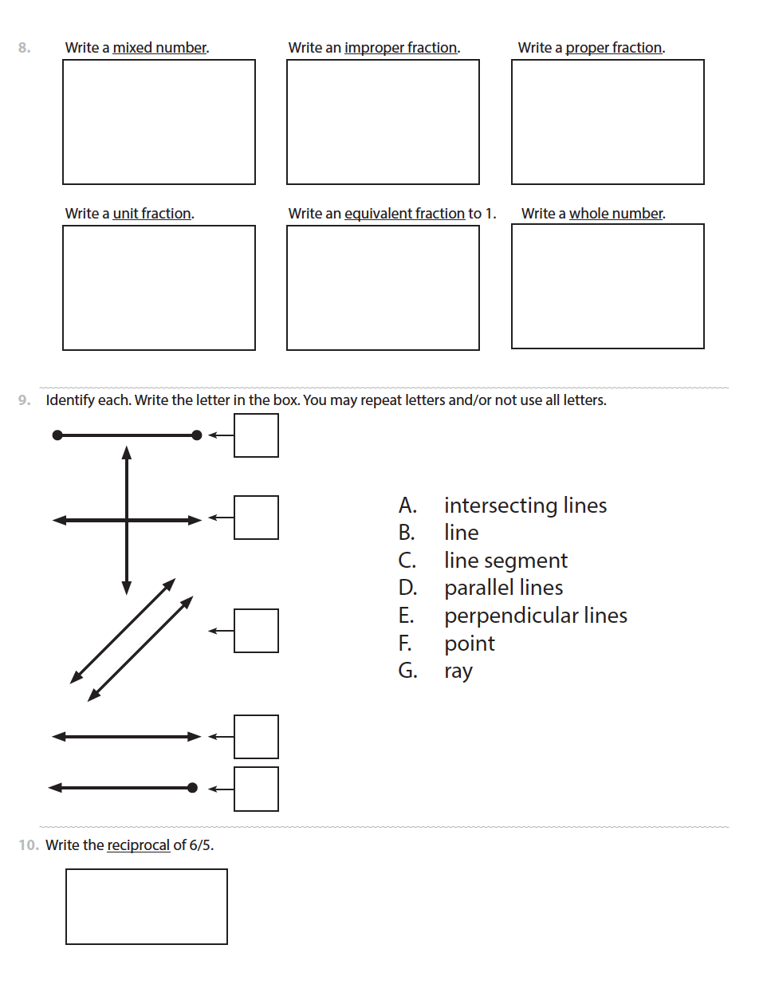 8. Write a mixed number. Write an improper fraction. Write a proper fraction.
Write a unit fraction. Write an equivalent fraction to 1. Write a whole number.
9. Identify each. Write the letter in the box. You may repeat letters and/or not use all letters.
A. intersecting lines
B. line
C. line segment
D. parallel lines
E. perpendicular lines
F. point
G. ray
10. Write the reciprocal of 6/5.